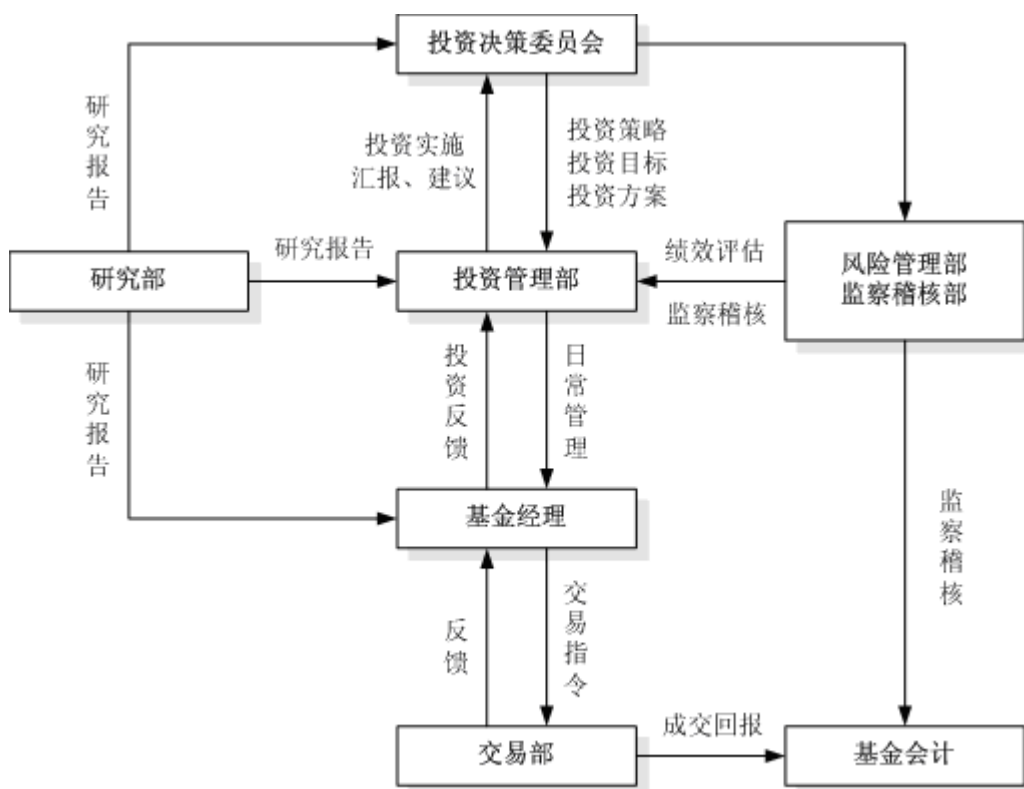 投资决策委员会
研究报告
投资实施
汇报、建议
投资策略
投资目标
投资方案
研究部
研究报告
投资管理部
绩效评估
监察稽核
风险管理部
监察稽核部
研究报告
投资反馈
日常管理
基金经理
监察稽核
反馈
交易指令
交易部
成交回报
基金会计